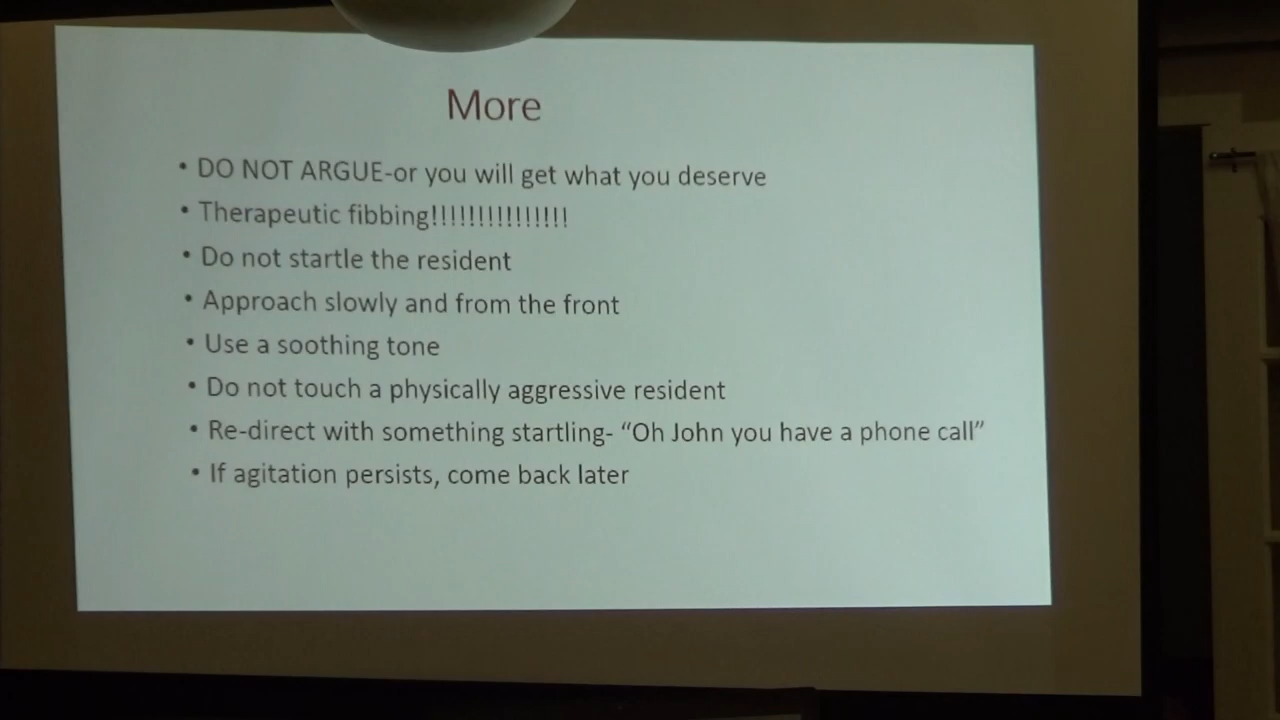 More
• DO NOT ARGUE-or you will get what you deserve
• Therapeutic fibbing!!!!!!!!!!!!!!!
• Do not startle the resident
• Approach slowly and from the front
• Use a soothing tone
• Do not touch a physically aggressive resident
• Re-direct with something startling- “Oh John you have a phone call”
• If agitation persists, come back later